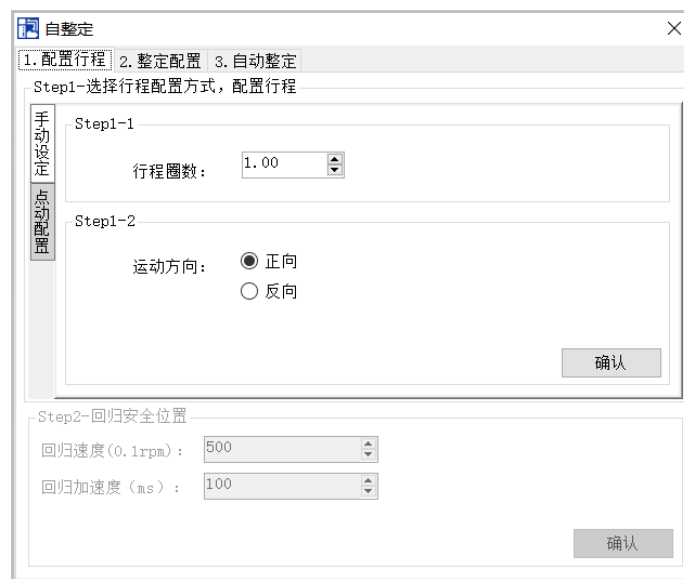 自整定
1.配置行程 2.整定配置 3.自动整定
Step1-选择行程配置方式，配置行程
手动设定
点动配置
Step1-1
行程圈数： 1.00
Step1-2
运动方向： 正向
反向
确认
Step2-回归安全位置
回归速度(0.1rpm)： 500
回归加速度（ms）： 100
确认